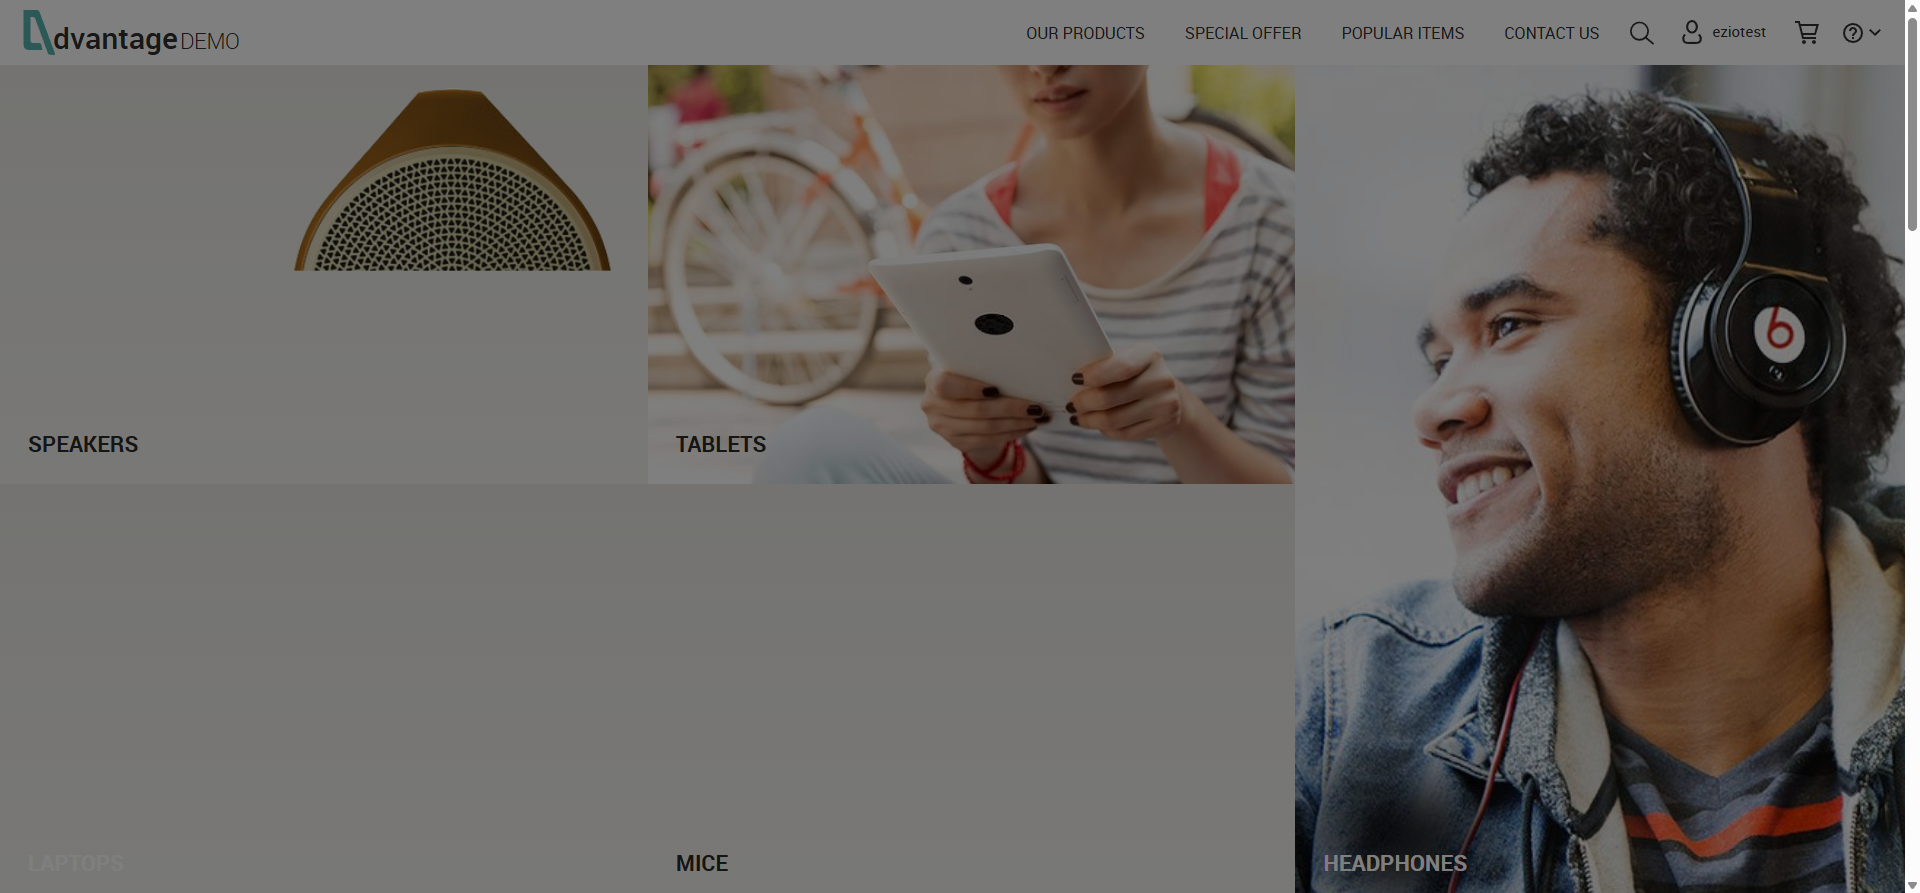 dvantage DEMO
OUR PRODUCTS
SPECIAL OFFER
POPULAR ITEMS
CONTACT US
eziotest
SPEAKERS
TABLETS
LAPTOPS
MICE
HEADPHONES